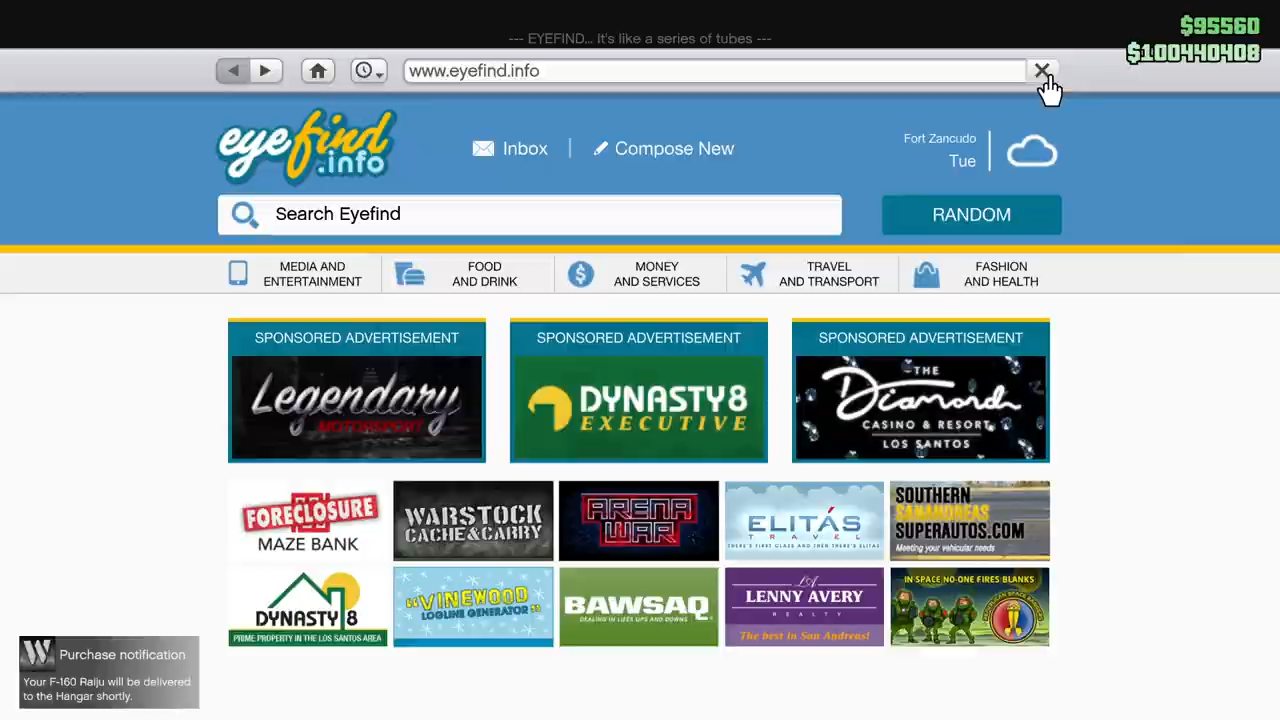 $95560
--- EYEFIND... It's like a series of tubes ---
$100440408
www.eyefind.info
eyefind
.info
Inbox
Compose New
Fort Zancudo
Tue
Search Eyefind
RANDOM
MEDIA AND
ENTERTAINMENT
FOOD
AND DRINK
MONEY
AND SERVICES
TRAVEL
AND TRANSPORT
FASHION
AND HEALTH
SPONSORED ADVERTISEMENT
Legendary
MOTORSPORT
SPONSORED ADVERTISEMENT
DYNASTY8
EXECUTIVE
SPONSORED ADVERTISEMENT
THE
Diamond
CASINO & RESORT
LOS SANTOS
FORECLOSURE
MAZE BANK
WARSTOCK
CACHE&CARRY
ARENA
WAR
ELITÁS
TRAVEL
THERE'S FIRST CLASS AND THEN THERE'S ELITAS
SOUTHERN
SANANDREAS
SUPERAUTOS.COM
Meeting your vehicular needs
DYNASTY 8
PRIME PROPERTY IN THE LOS SANTOS AREA
"VINEWOOD
LOGLINE GENERATOR"
BAWSAQ
DEALING IN LIFE'S UPS AND DOWNS
LA
LENNY AVERY
REALTY
The best in San Andreas!
IN SPACE NO-ONE FIRES BLANKS
W
Purchase notification
Your F-160 Raiju will be delivered
to the Hangar shortly.